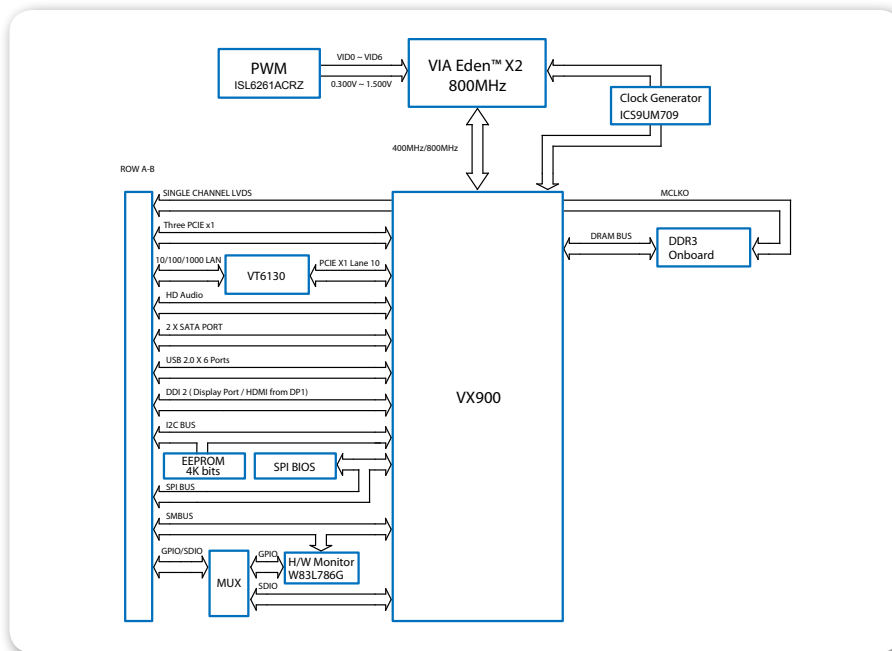 PWM
ISL6261ACRZ
VID0 ~ VID6
0.300V ~ 1.500V
VIA Eden™ X2
800MHz
Clock Generator
ICS9UM709
400MHz/800MHz
ROW A-B
SINGLE CHANNEL LVDS
MCLKO
Three PCIE x1
DRAM BUS
DDR3
Onboard
10/100/1000 LAN
VT6130
PCIE X1 Lane 10
HD Audio
2 X SATA PORT
USB 2.0 X 6 Ports
DDI 2 ( Display Port / HDMI from DP1)
VX900
I2C BUS
EEPROM
4K bits
SPI BIOS
SPI BUS
SMBUS
GPIO/SDIO
MUX
GPIO
H/W Monitor
W83L786G
SDIO